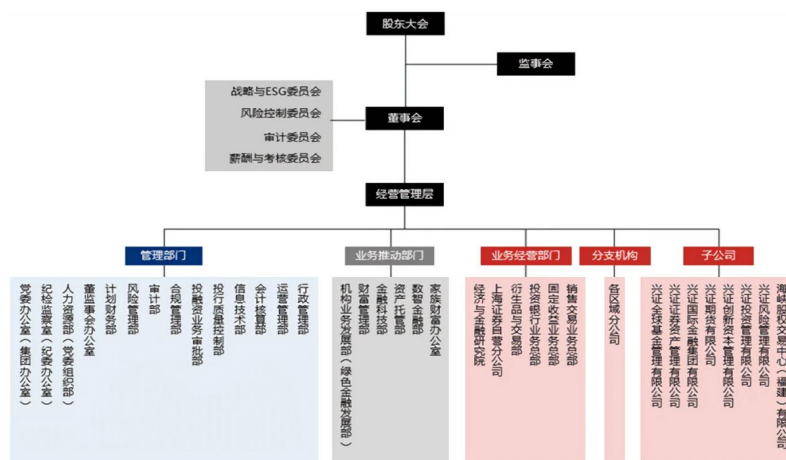 股东大会
监事会
战略与ESG委员会
风险控制委员会
审计委员会
薪酬与考核委员会
董事会
经营管理层
管理部门
业务推动部门
业务经营部门
分支机构
子公司
党委办公室(集团办公室)
纪检监察室(纪委办公室)
人力资源部(党委组织部)
董监事会办公室
计划财务部
风险管理部
审计部
合规管理部
投融资业务审批部
投行质量控制部
信息技术部
会计核算部
运营管理部
行政管理部
机构业务发展部(绿色金融发展部)
财富管理部
金融科技部
资产托管部
数智金融部
家族财富办公室
经济与金融研究院
上海证券自营分公司
衍生品与交易部
投资银行业务总部
固定收益业务总部
销售交易业务总部
各区域分公司
兴证全球基金管理有限公司
兴证证券资产管理有限公司
兴证国际金融集团有限公司
兴证期货有限公司
兴证创新资本管理有限公司
兴证投资管理有限公司
兴证风险管理有限公司
海峡股权交易中心(福建)有限公司